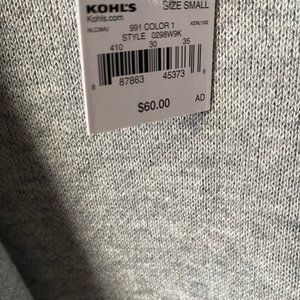 KOHL'S SIZE SMALL
Kohls.com
991 COLOR 1
STYLE 0298W9K
410 30 35
8 87863 45373 6
$60.00 AD